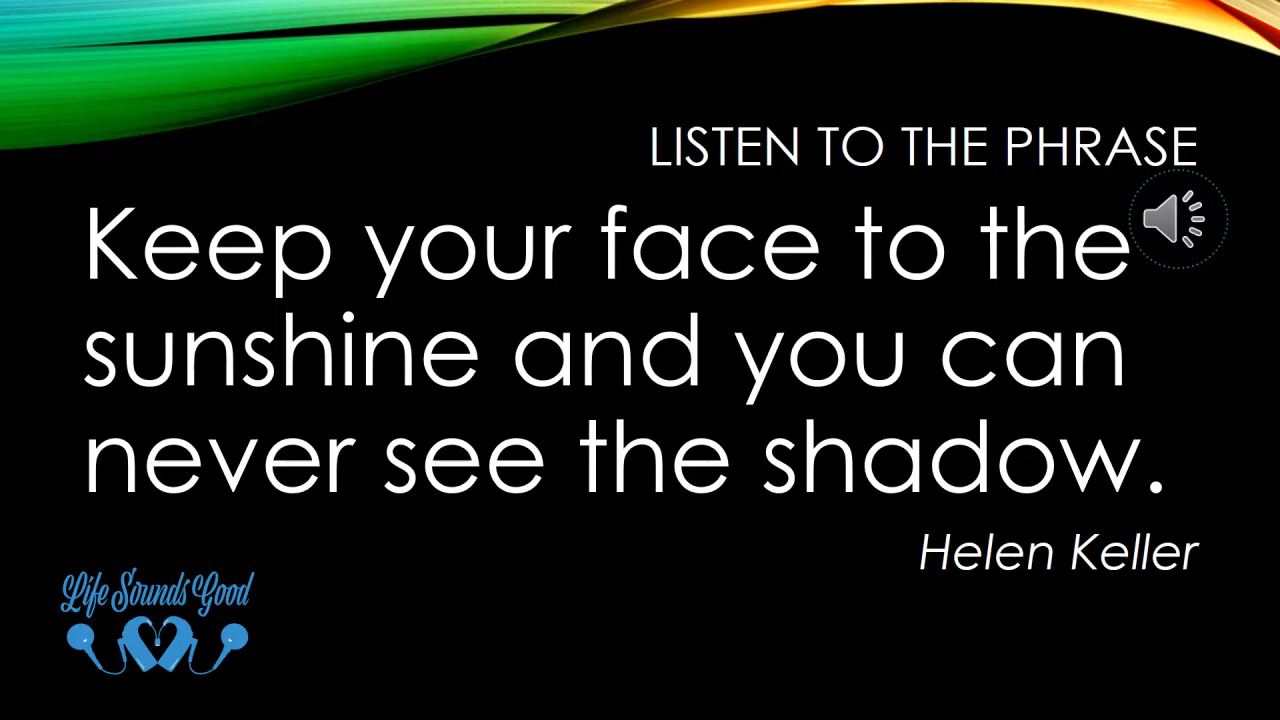 LISTEN TO THE PHRASE
Keep your face to the
sunshine and you can
never see the shadow.
Helen Keller
Life Sounds Good